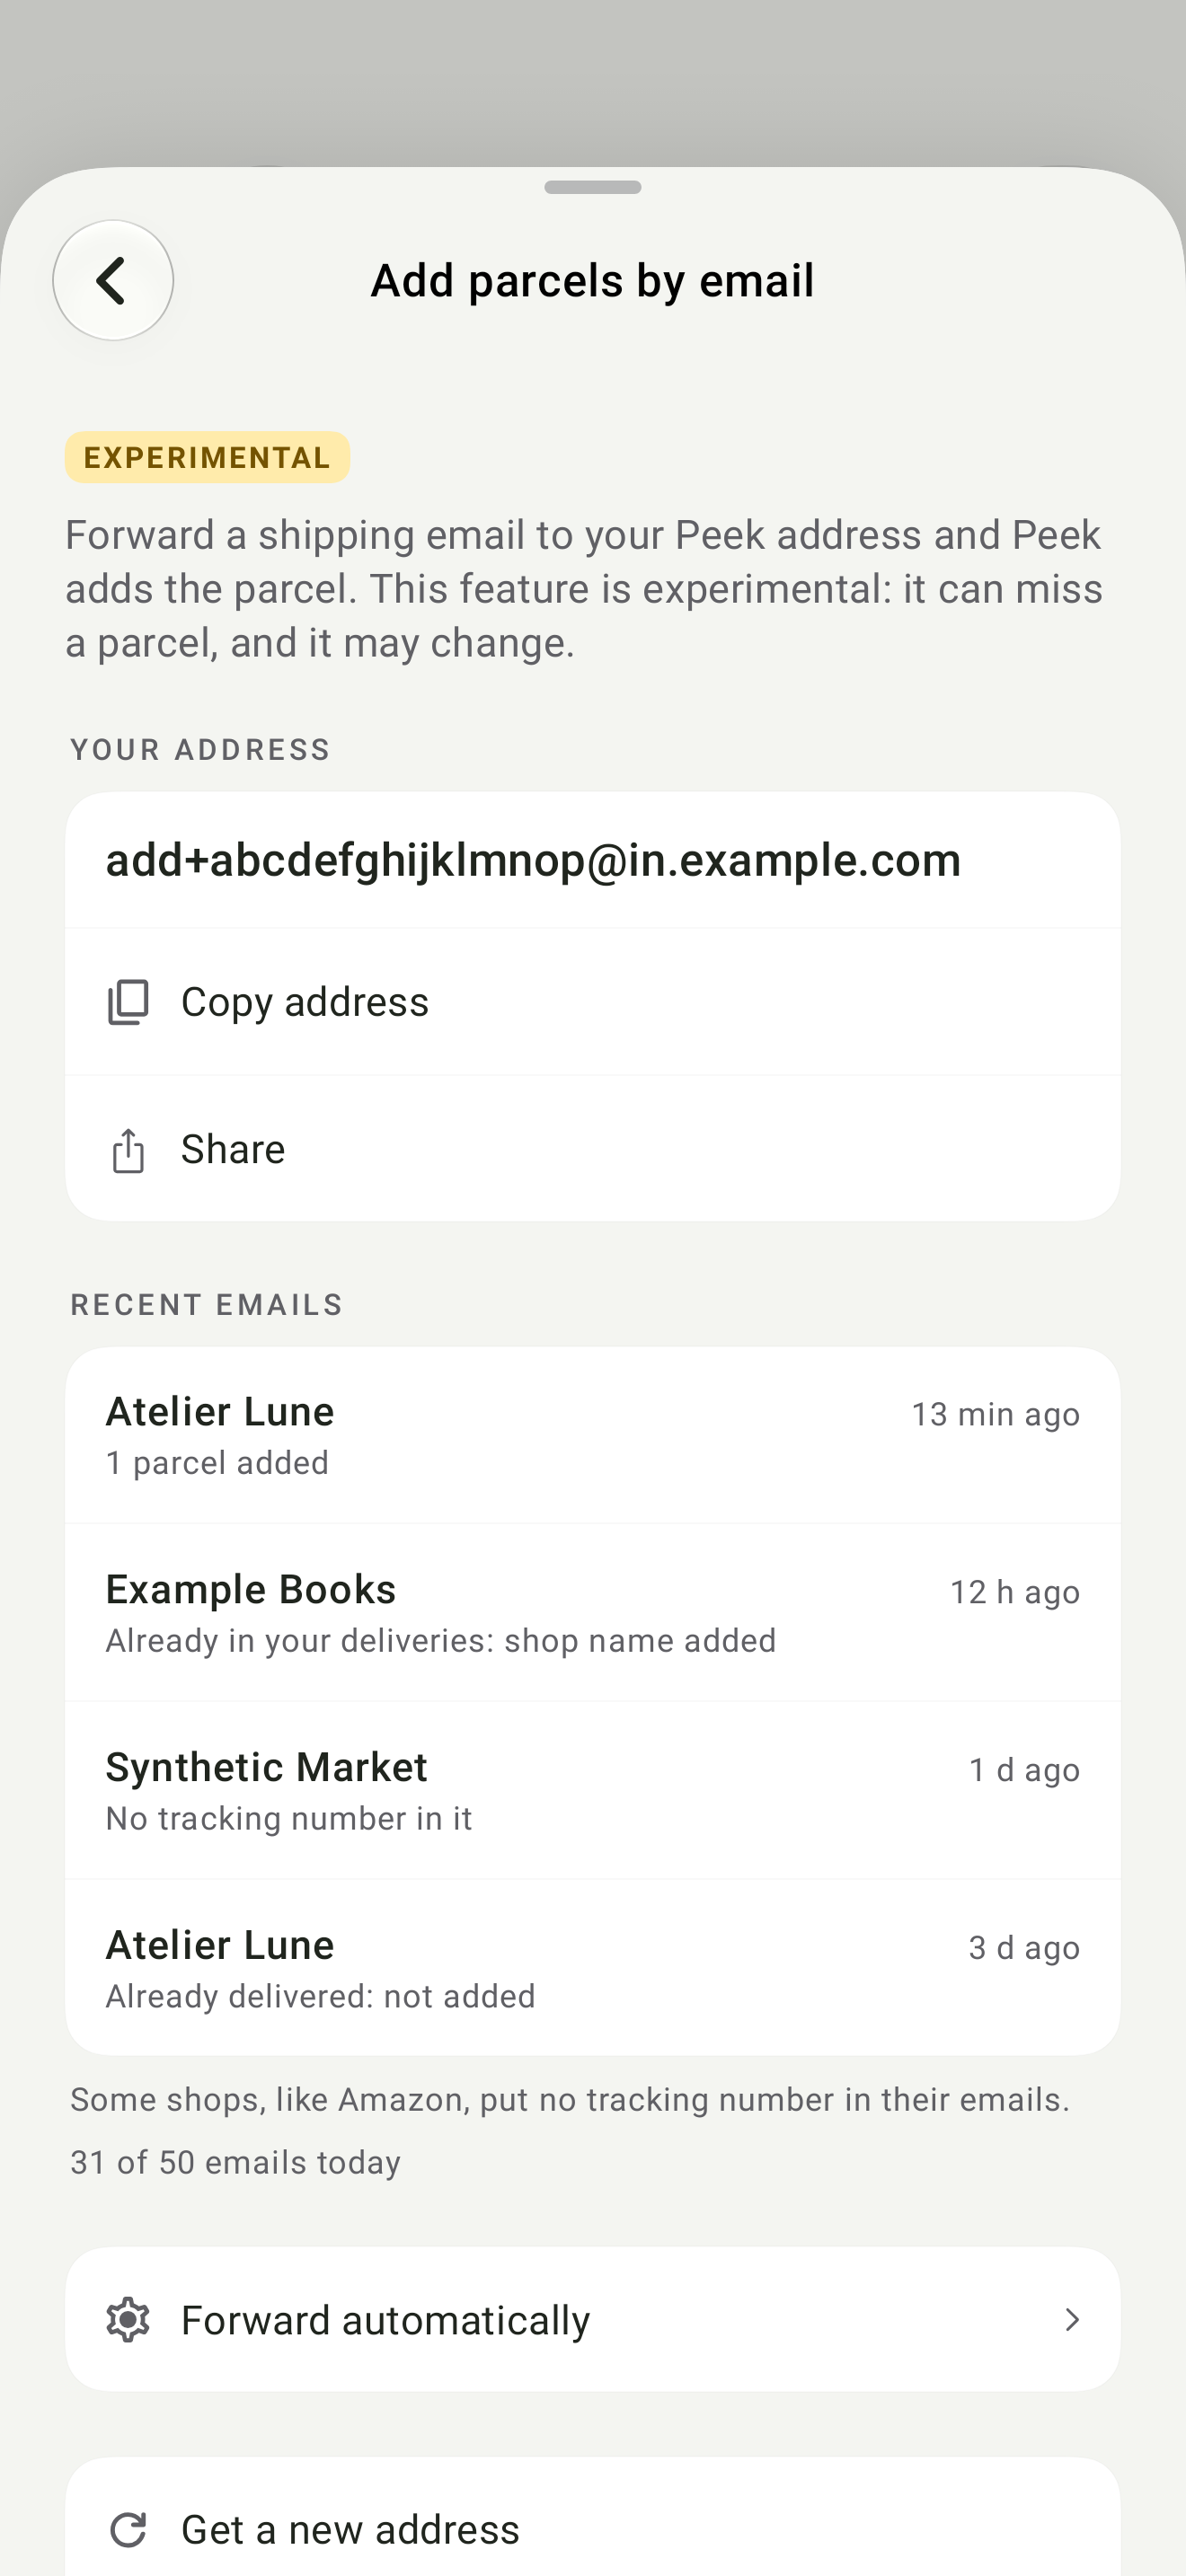 Add parcels by email
EXPERIMENTAL
Forward a shipping email to your Peek address and Peek
adds the parcel. This feature is experimental: it can miss
a parcel, and it may change.
YOUR ADDRESS
add+abcdefghijklmnop@in.example.com
Copy address
Share
RECENT EMAILS
Atelier Lune
13 min ago
1 parcel added
Example Books
12 h ago
Already in your deliveries: shop name added
Synthetic Market
1 d ago
No tracking number in it
Atelier Lune
3 d ago
Already delivered: not added
Some shops, like Amazon, put no tracking number in their emails.
31 of 50 emails today
Forward automatically
Get a new address